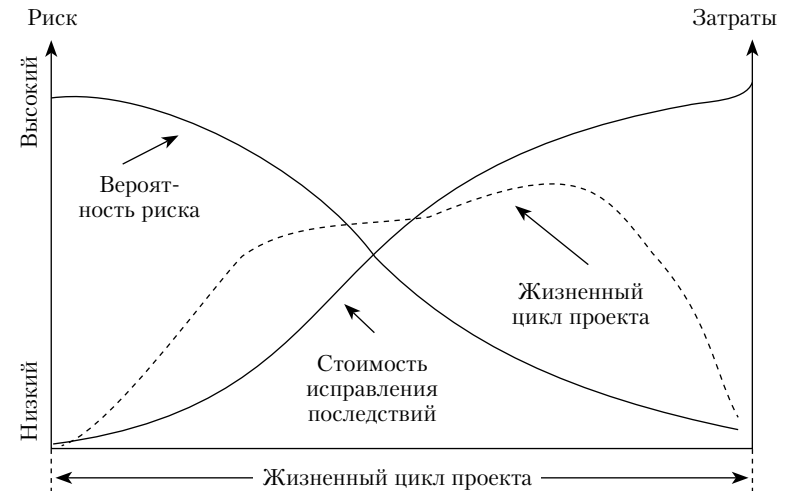 Риск
Затраты
Высокий
Вероят-
ность риска
Жизненный
цикл проекта
Стоимость
исправления
последствий
Низкий
Жизненный цикл проекта